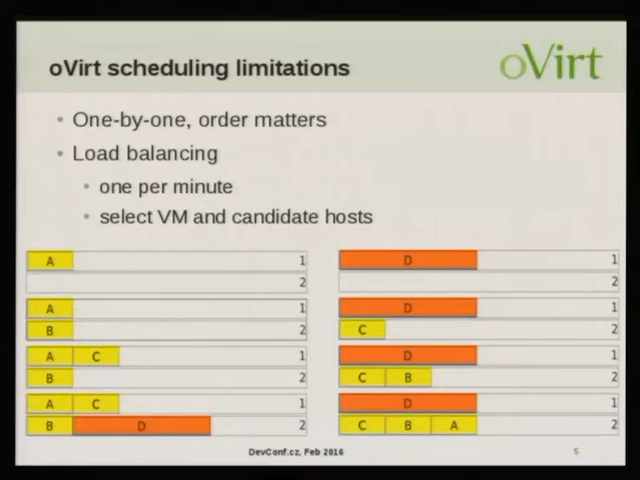 oVirt scheduling limitations
oVirt
• One-by-one, order matters
• Load balancing
• one per minute
• select VM and candidate hosts
A 1
2
A 1
B 2
A C 1
B 2
A C 1
B D 2
D 1
2
D 1
C 2
D 1
C B 2
D 1
C B A 2
DevConf.cz, Feb 2016
5